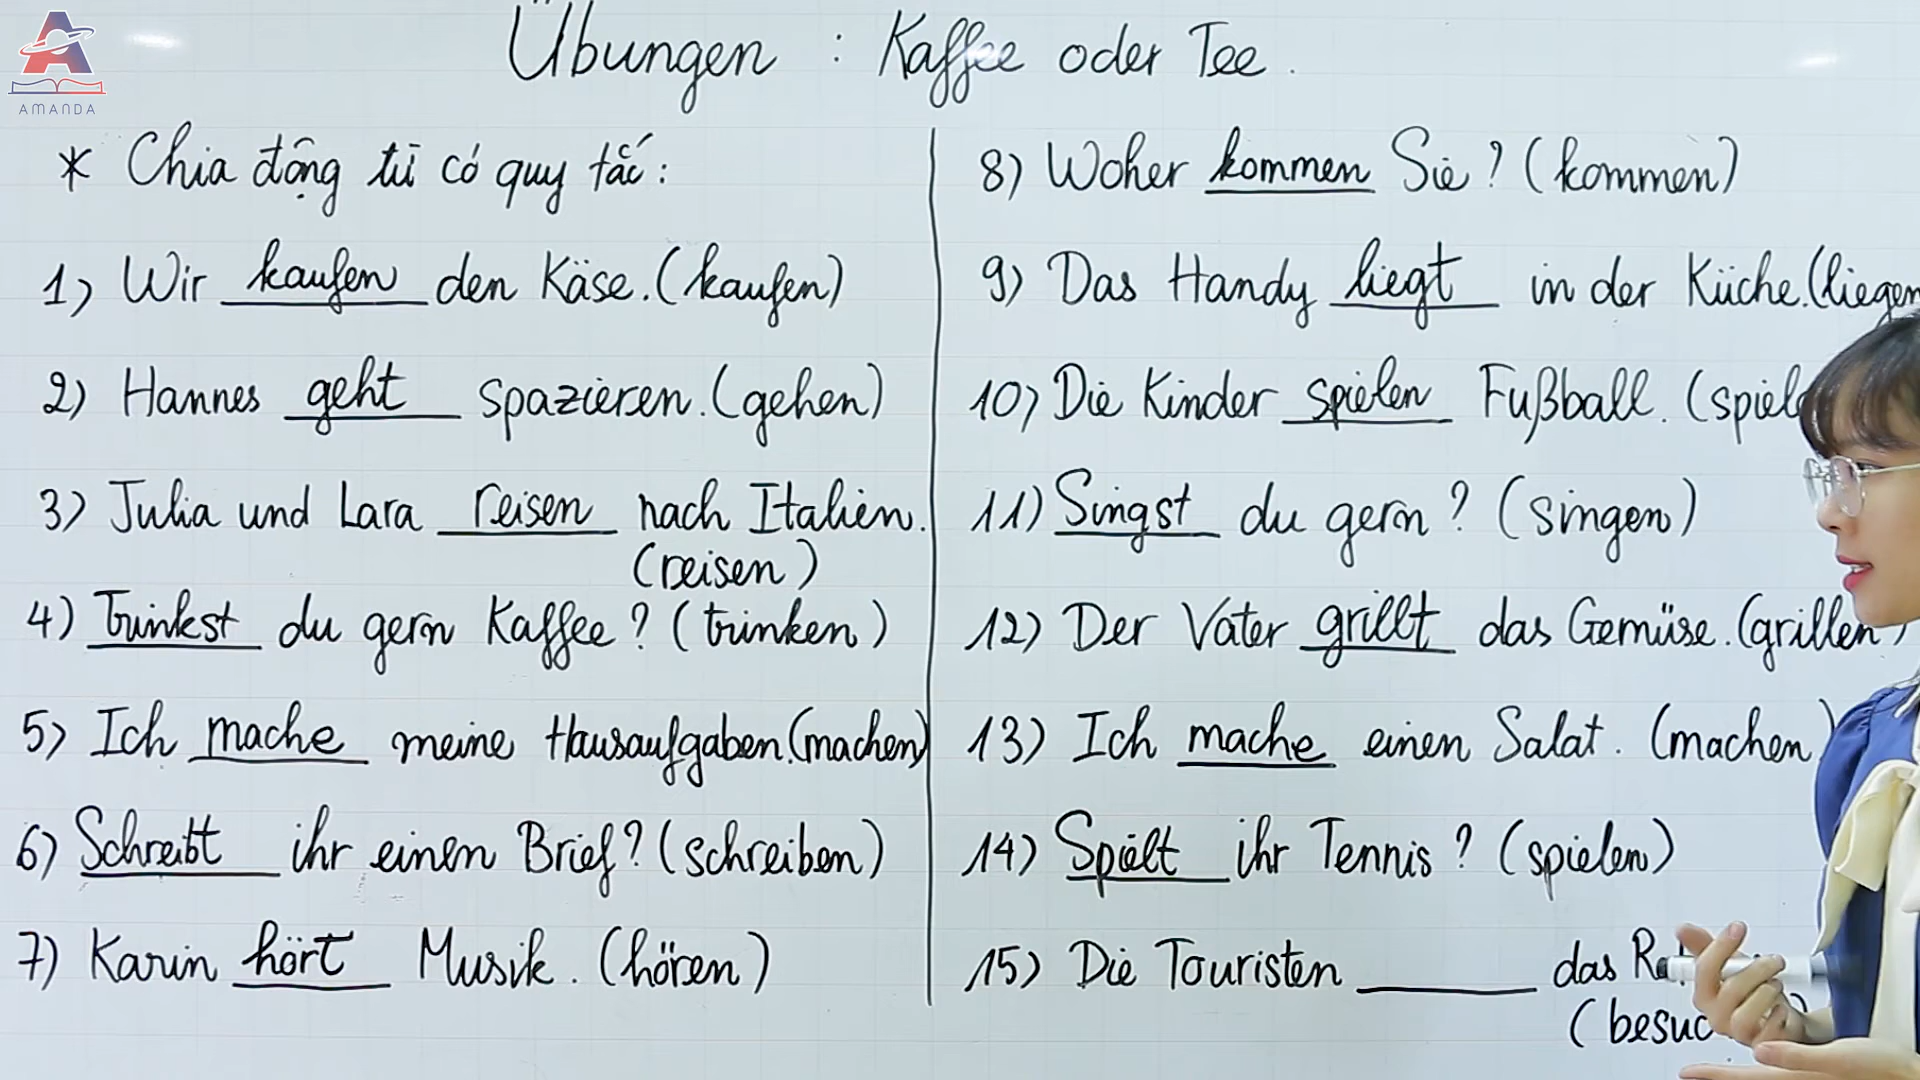 AMANDA
Übungen : Kaffee oder Tee.
* Chia động từ có quy tắc:
1) Wir kaufen den Käse. (kaufen)
2) Hannes geht spazieren. (gehen)
3) Julia und Lara reisen nach Italien.
(reisen)
4) Trinkst du gern Kaffee? (trinken)
5) Ich mache meine Hausaufgaben. (machen)
6) Schreibt ihr einen Brief? (schreiben)
7) Karin hört Musik. (hören)
8) Woher kommen Sie? (kommen)
9) Das Handy liegt in der Küche. (liegen
10) Die Kinder spielen Fußball. (spiele
11) Singst du gern? (singen)
12) Der Vater grillt das Gemüse. (grillen)
13) Ich mache einen Salat. (machen)
14) Spielt ihr Tennis? (spielen)
15) Die Touristen ______ das